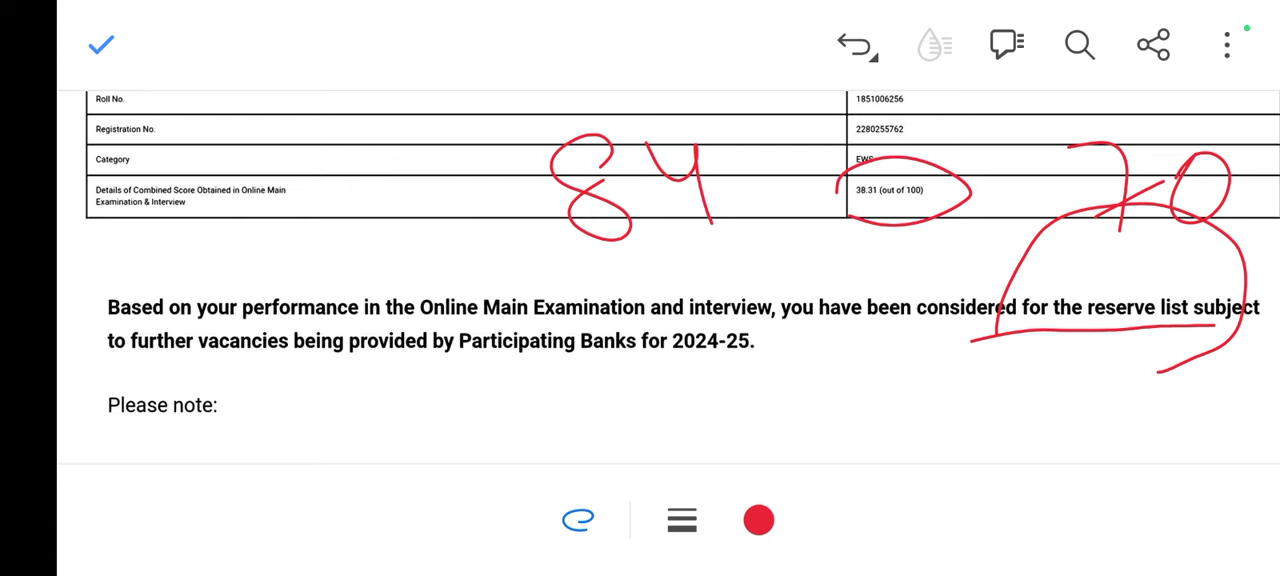 Roll No. 1851006256
Registration No. 2280255762
Category EWS
Details of Combined Score Obtained in Online Main Examination & Interview 38.31 (out of 100)
84
70
Based on your performance in the Online Main Examination and interview, you have been considered for the reserve list subject
to further vacancies being provided by Participating Banks for 2024-25.
Please note: